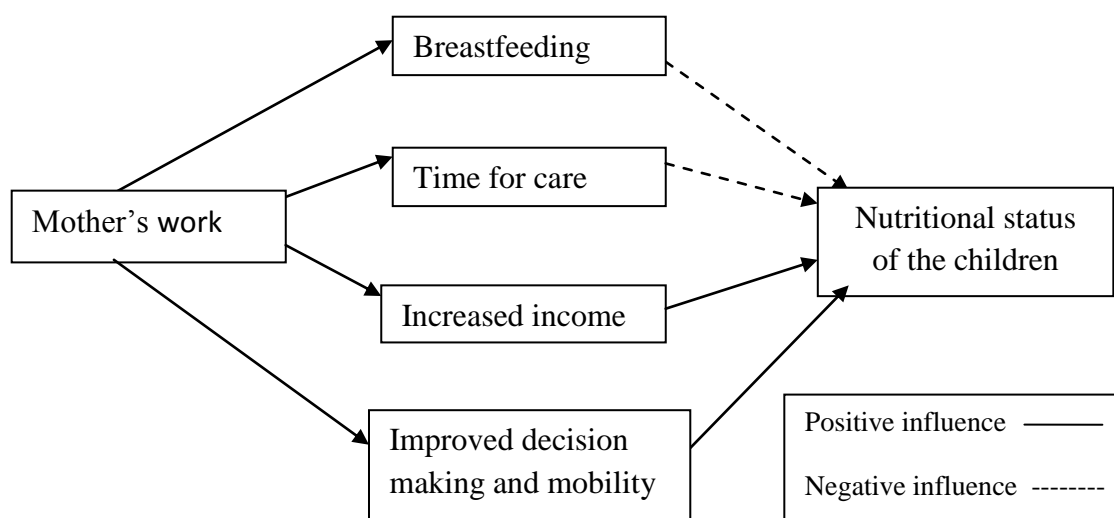 Breastfeeding
Time for care
Mother’s work
Nutritional status
of the children
Increased income
Improved decision
making and mobility
Positive influence
Negative influence